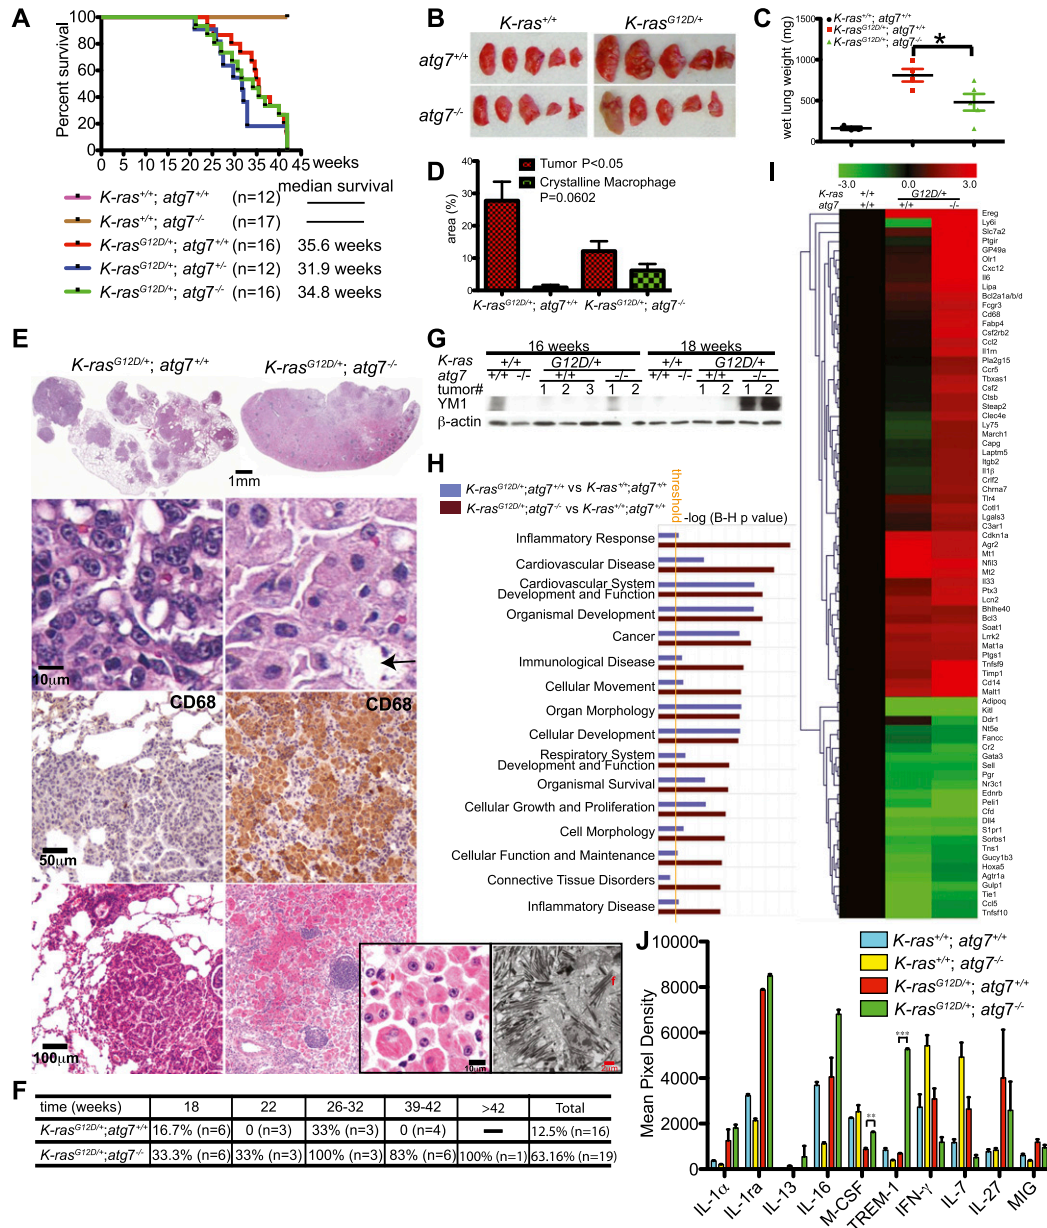 A
100
80
60
40
20
0
Percent survival
0 5 10 15 20 25 30 35 40 45 weeks
median survival
K-ras+/+; atg7+/+ (n=12)
K-ras+/+; atg7-/- (n=17)
K-rasG12D/+; atg7+/+ (n=16) 35.6 weeks
K-rasG12D/+; atg7+/- (n=12) 31.9 weeks
K-rasG12D/+; atg7-/- (n=16) 34.8 weeks
B
K-ras+/+ K-rasG12D/+
atg7+/+
atg7-/-
C
K-ras+/+; atg7+/+
K-rasG12D/+; atg7+/+
K-rasG12D/+; atg7-/-
*
1500
1000
500
0
wet lung weight (mg)
D
Tumor P<0.05
Crystalline Macrophage
P=0.0602
40
30
20
10
0
area (%)
K-rasG12D/+; atg7+/+ K-rasG12D/+; atg7-/-
E
K-rasG12D/+; atg7+/+ K-rasG12D/+; atg7-/-
1mm
10μm
CD68
CD68
50μm
100μm
10μm
f
2μm
F
time (weeks) 18 22 26-32 39-42 >42 Total
K-rasG12D/+;atg7+/+ 16.7% (n=6) 0 (n=3) 33% (n=3) 0 (n=4) — 12.5% (n=16)
K-rasG12D/+;atg7-/- 33.3% (n=6) 33% (n=3) 100% (n=3) 83% (n=6) 100% (n=1) 63.16% (n=19)
G
16 weeks 18 weeks
K-ras +/+ G12D/+ +/+ G12D/+
atg7 +/+ -/- +/+ -/- +/+ -/- +/+ -/-
tumor# 1 2 3 1 2 1 2 1 2
YM1
β-actin
H
K-rasG12D/+;atg7+/+ vs K-ras+/+;atg7+/+
K-rasG12D/+;atg7-/- vs K-ras+/+;atg7+/+
threshold
-log (B-H p value)
Inflammatory Response
Cardiovascular Disease
Cardiovascular System
Development and Function
Organismal Development
Cancer
Immunological Disease
Cellular Movement
Organ Morphology
Cellular Development
Respiratory System
Development and Function
Organismal Survival
Cellular Growth and Proliferation
Cell Morphology
Cellular Function and Maintenance
Connective Tissue Disorders
Inflammatory Disease
I
-3.0 0.0 3.0
K-ras +/+ G12D/+
atg7 +/+ +/+ -/-
Ereg
Ly6i
Slc7a2
Ptgir
GP49a
Olr1
Cxc12
Il6
Lipa
Bcl2a1a/b/d
Fcgr3
Cd68
Fabp4
Csf2rb2
Ccl2
Il1rn
Pla2g15
Ccr5
Tbxas1
Csf2
Ctsb
Steap2
Clec4e
Ly75
March1
Capg
Laptm5
Itgb2
Il1β
Crlf2
Chrna7
Tlr4
Cotl1
Lgals3
C3ar1
Cdkn1a
Agr2
Mt1
Nfil3
Mt2
Il33
Ptx3
Lcn2
Bhlhe40
Bcl3
Soat1
Lrrk2
Mat1a
Ptgs1
Tnfsf9
Timp1
Cd14
Malt1
Adipoq
Kitl
Ddr1
Nt5e
Fancc
Cr2
Gata3
Sell
Pgr
Nr3c1
Ednrb
Peli1
Cfd
Dll4
S1pr1
Sorbs1
Tns1
Gucy1b3
Hoxa5
Agtr1a
Gulp1
Tie1
Ccl5
Tnfsf10
J
10000
8000
6000
4000
2000
0
Mean Pixel Density
K-ras+/+; atg7+/+
K-ras+/+; atg7-/-
K-rasG12D/+; atg7+/+
K-rasG12D/+; atg7-/-
**
***
IL-1α IL-1ra IL-13 IL-16 M-CSF TREM-1 IFN-γ IL-7 IL-27 MIG